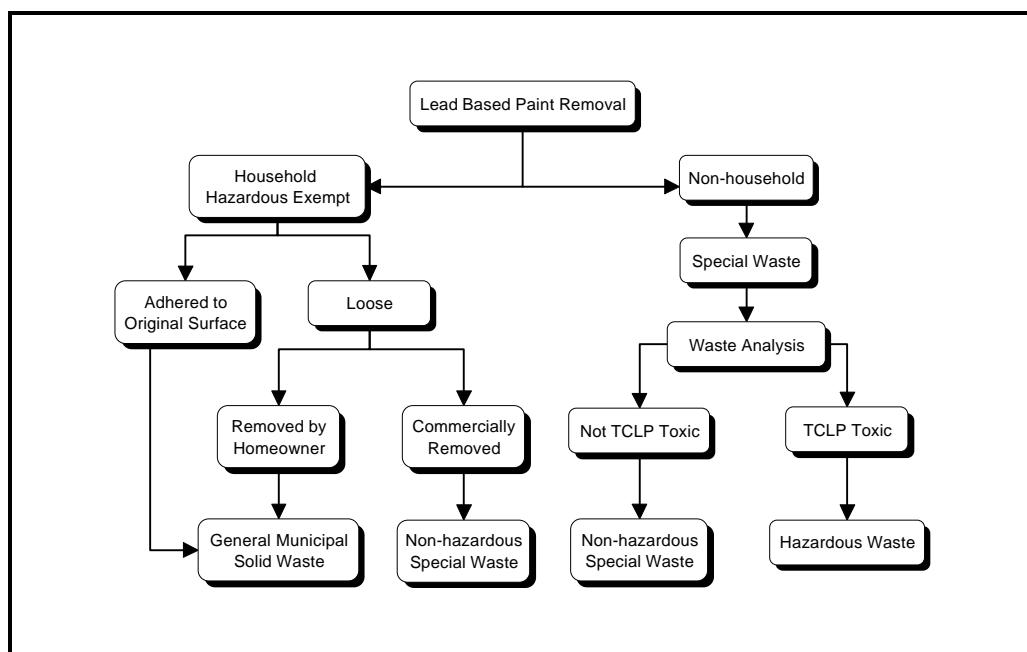 Lead Based Paint Removal
Household
Hazardous Exempt
Non-household
Special Waste
Adhered to
Original Surface
Loose
Waste Analysis
Removed by
Homeowner
Commercially
Removed
Not TCLP Toxic
TCLP Toxic
General Municipal
Solid Waste
Non-hazardous
Special Waste
Non-hazardous
Special Waste
Hazardous Waste